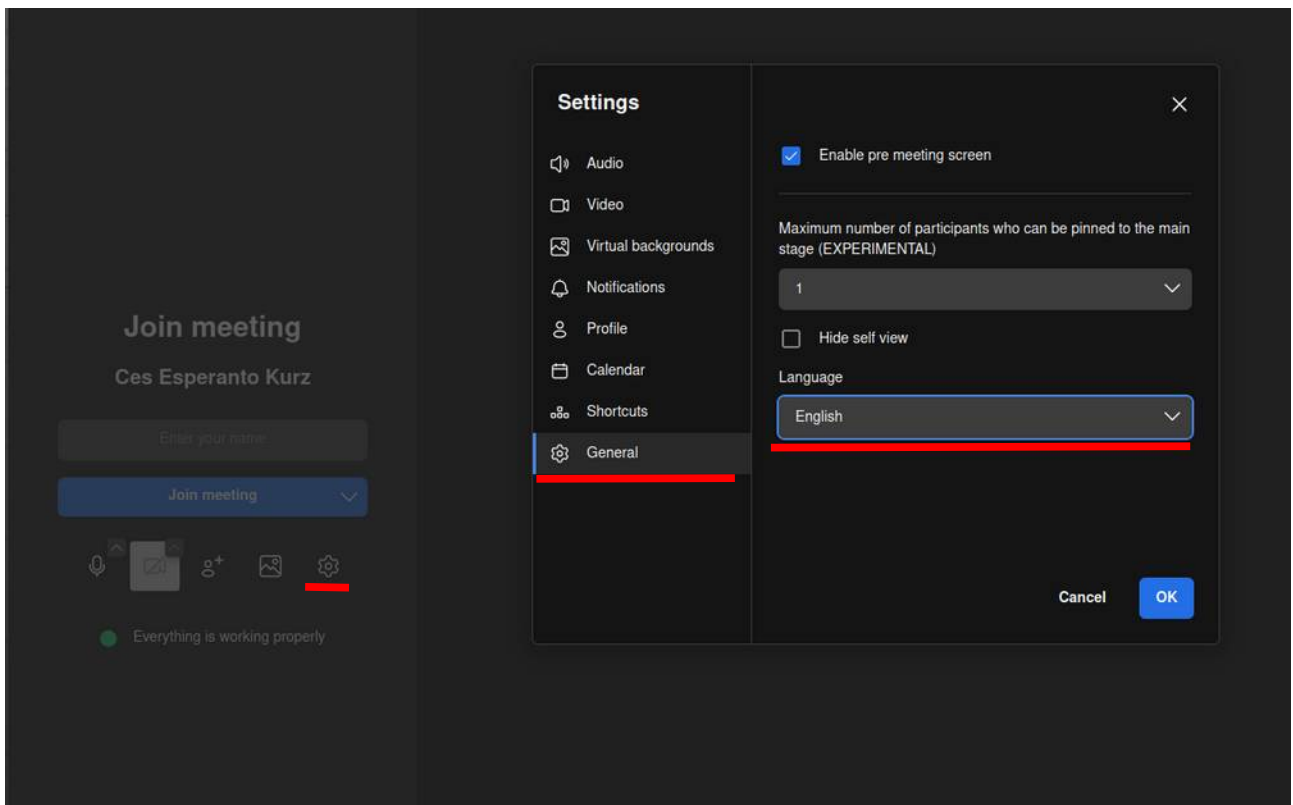 Join meeting
Ces Esperanto Kurz
Enter your name
Join meeting
Everything is working properly
Settings
Audio
Video
Virtual backgrounds
Notifications
Profile
Calendar
Shortcuts
General
Enable pre meeting screen
Maximum number of participants who can be pinned to the main
stage (EXPERIMENTAL)
1
Hide self view
Language
English
Cancel
OK